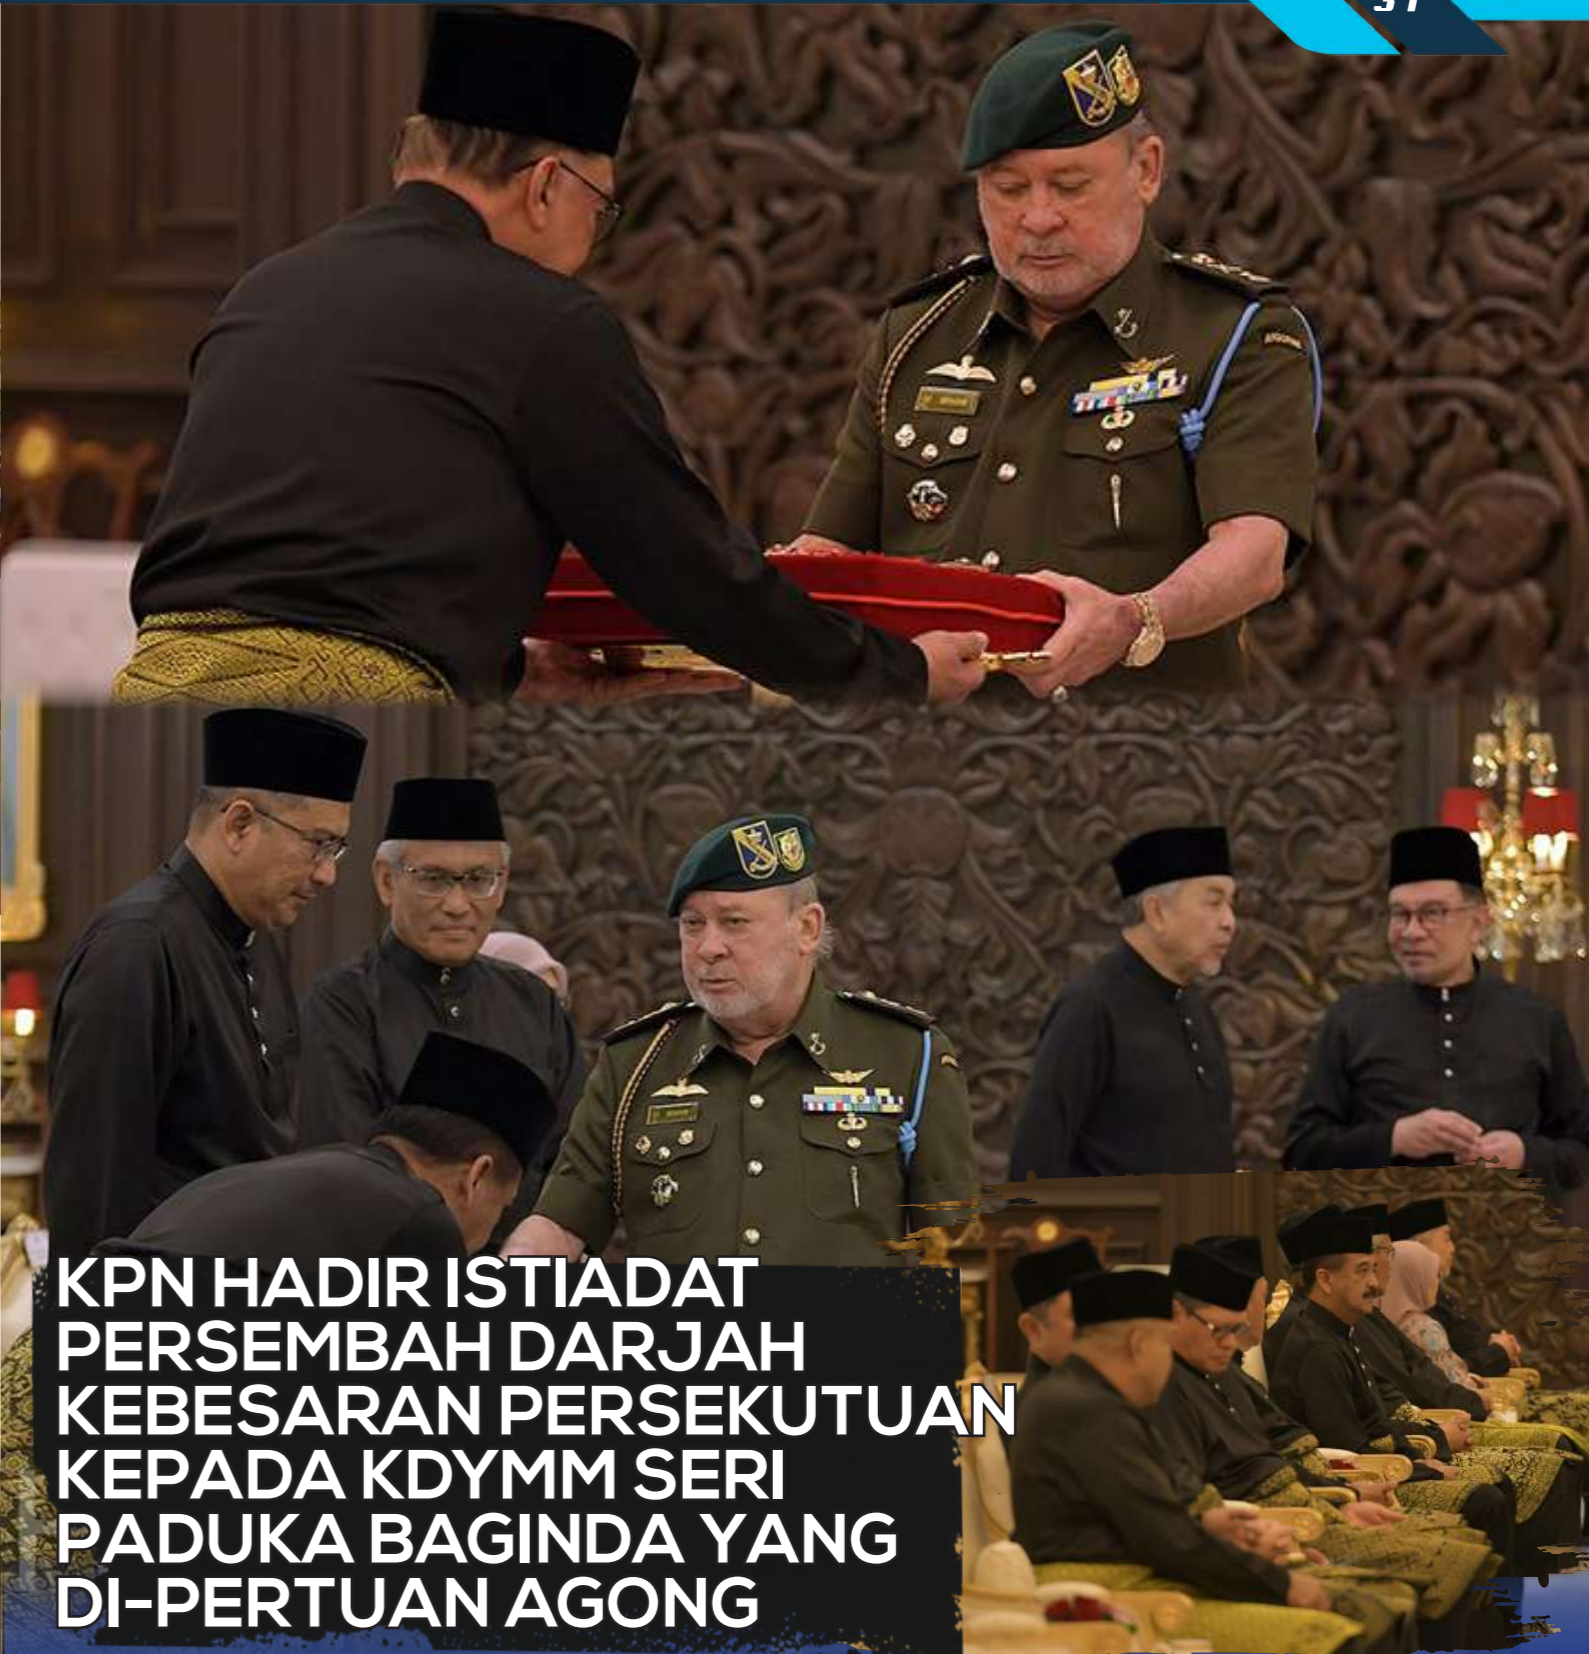 KPN HADIR ISTIADAT
PERSEMBAH DARJAH
KEBESARAN PERSEKUTUAN
KEPADA KDYMM SERI
PADUKA BAGINDA YANG
DI-PERTUAN AGONG